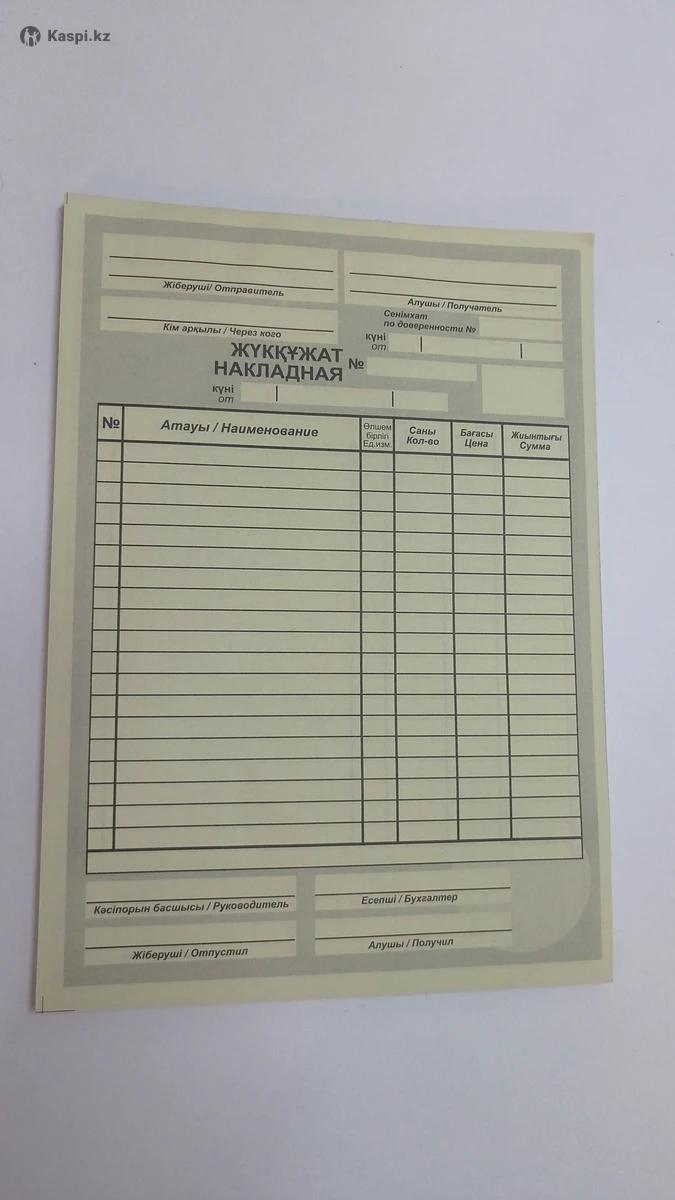 Kaspi.kz
Жіберуші/ Отправитель
Алушы / Получатель
Кім арқылы / Через кого
Сенімхат
по доверенности №
күні
от
ЖҮКҚҰЖАТ
НАКЛАДНАЯ №
күні
от
№ Атауы / Наименование
Өлшем
бірлігі
Ед.изм.
Саны
Кол-во
Бағасы
Цена
Жиынтығы
Сумма
Кәсіпорын басшысы / Руководитель
Есепші / Бухгалтер
Жіберуші / Отпустил
Алушы / Получил